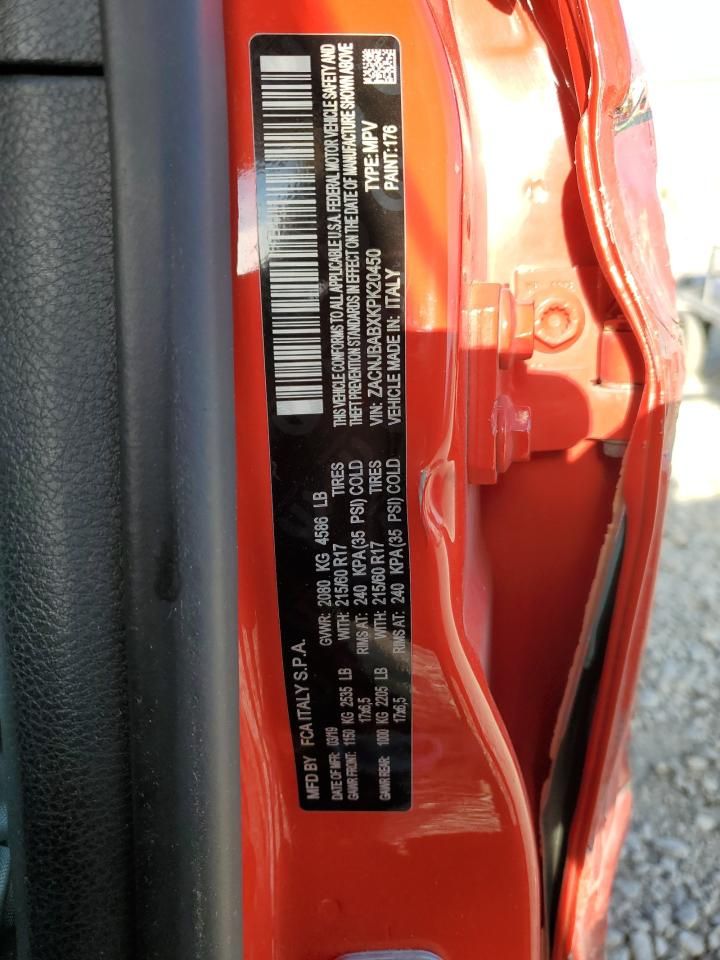 MFD BY FCA ITALY S.P.A.
DATE OF MFR: 03/19 GVWR: 2080 KG 4586 LB
GAWR FRONT: 1150 KG 2535 LB WITH: 215/60 R17 TIRES
17x6,5 RIMS AT: 240 KPA(35 PSI) COLD
GAWR REAR: 1000 KG 2205 LB WITH: 215/60 R17 TIRES
17x6,5 RIMS AT: 240 KPA(35 PSI) COLD
THIS VEHICLE CONFORMS TO ALL APPLICABLE U.S.A. FEDERAL MOTOR VEHICLE SAFETY AND
THEFT PREVENTION STANDARDS IN EFFECT ON THE DATE OF MANUFACTURE SHOWN ABOVE
VIN: ZACNJBABXKPK20450 TYPE: MPV
VEHICLE MADE IN: ITALY PAINT: 176